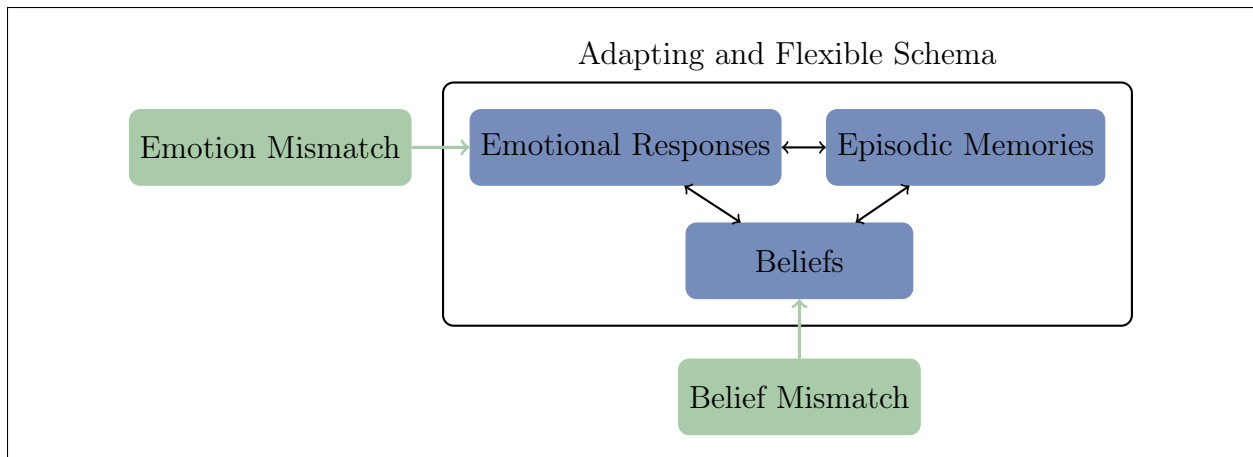 Adapting and Flexible Schema
Emotion Mismatch
Emotional Responses
Episodic Memories
Beliefs
Belief Mismatch